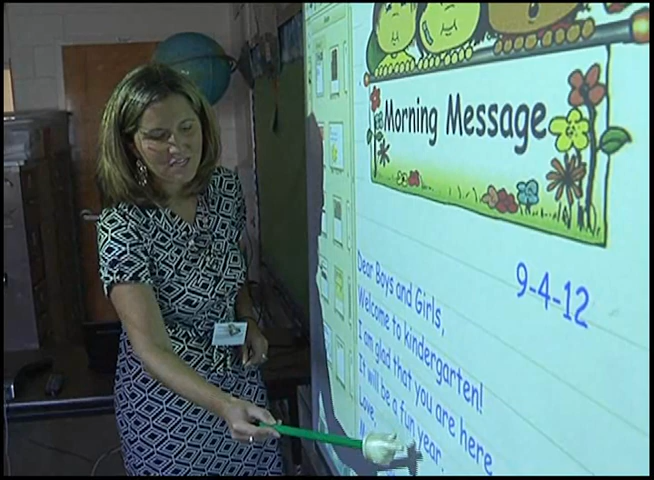 Morning Message
9-4-12
Dear Boys and Girls,
Welcome to kindergarten!
I am glad that you are here
It will be a fun year.
Love,